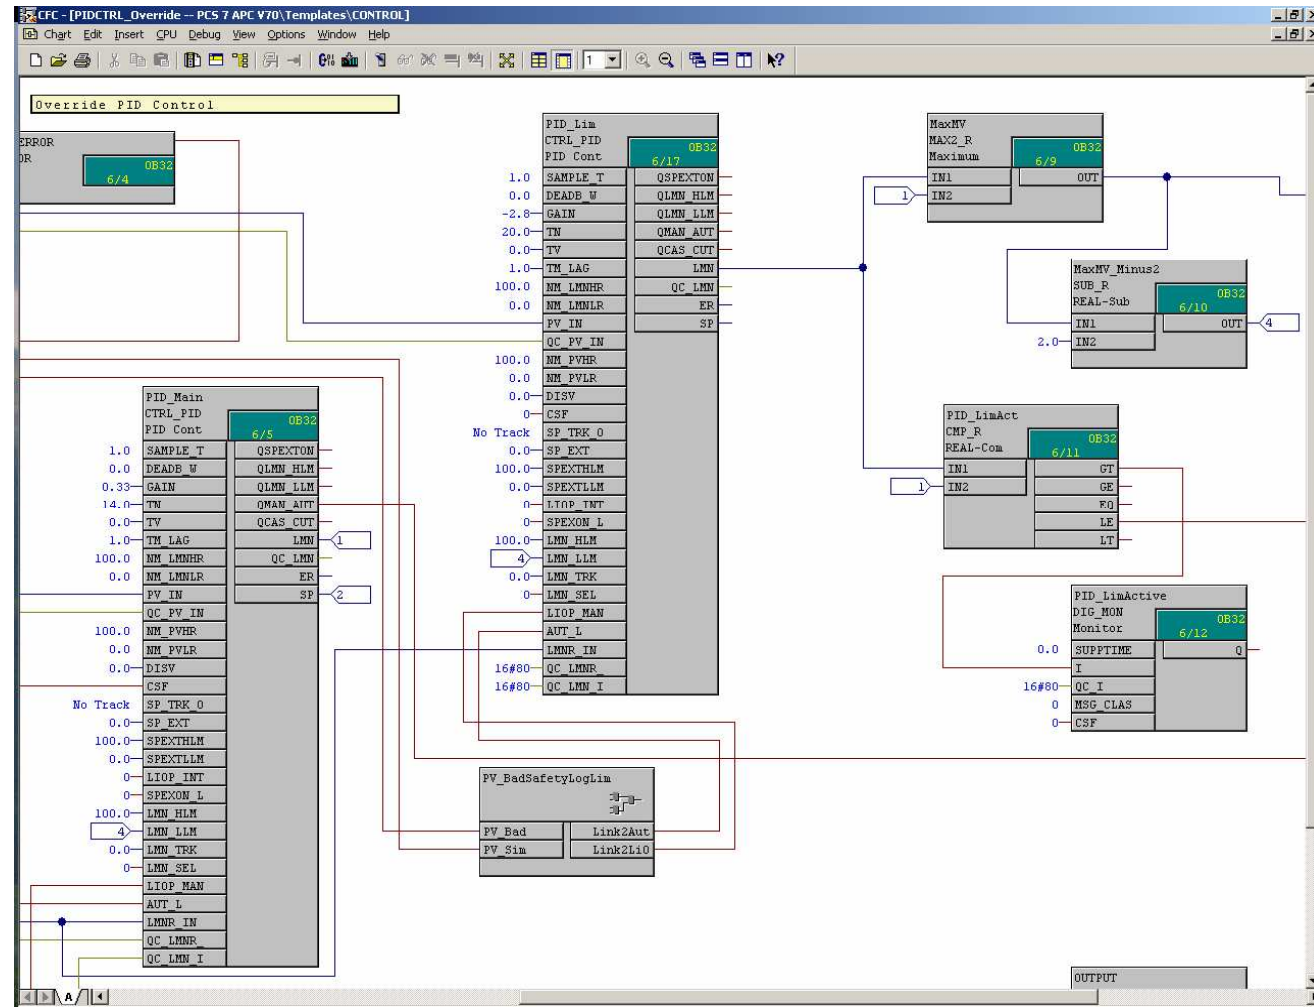 CFC - [PIDCTRL_Override -- PCS 7 APC V70\Templates\CONTROL]
Chart Edit Insert CPU Debug View Options Window Help
1
Override PID Control
ERROR
OR
OB32
6/4
PID_Main
CTRL_PID
PID Cont
OB32
6/5
1.0 SAMPLE_T QSPEXTON
0.0 DEADB_W QLMN_HLM
0.33 GAIN QLMN_LLM
14.0 TN QMAN_AUT
0.0 TV QCAS_CUT
1.0 TM_LAG LMN 1
100.0 NM_LMNHR QC_LMN
0.0 NM_LMNLR ER
PV_IN SP 2
QC_PV_IN
100.0 NM_PVHR
0.0 NM_PVLR
0.0 DISV
CSF
No Track SP_TRK_O
0.0 SP_EXT
100.0 SPEXTHLM
0.0 SPEXTLLM
0 LIOP_INT
0 SPEXON_L
100.0 LMN_HLM
4 LMN_LLM
0.0 LMN_TRK
0 LMN_SEL
LIOP_MAN
AUT_L
LMNR_IN
QC_LMNR_
QC_LMN_I
PID_Lim
CTRL_PID
PID Cont
OB32
6/17
1.0 SAMPLE_T QSPEXTON
0.0 DEADB_W QLMN_HLM
-2.8 GAIN QLMN_LLM
20.0 TN QMAN_AUT
0.0 TV QCAS_CUT
1.0 TM_LAG LMN
100.0 NM_LMNHR QC_LMN
0.0 NM_LMNLR ER
PV_IN SP
QC_PV_IN
100.0 NM_PVHR
0.0 NM_PVLR
0.0 DISV
0 CSF
No Track SP_TRK_O
0.0 SP_EXT
100.0 SPEXTHLM
0.0 SPEXTLLM
0 LIOP_INT
0 SPEXON_L
100.0 LMN_HLM
4 LMN_LLM
0.0 LMN_TRK
0 LMN_SEL
LIOP_MAN
AUT_L
LMNR_IN
16#80 QC_LMNR_
16#80 QC_LMN_I
PV_BadSafetyLogLim
PV_Bad Link2Aut
PV_Sim Link2LiO
MaxMV
MAX2_R
Maximum
OB32
6/9
IN1 OUT
1 IN2
MaxMV_Minus2
SUB_R
REAL-Sub
OB32
6/10
IN1 OUT 4
2.0 IN2
PID_LimAct
CMP_R
REAL-Com
OB32
6/11
IN1 GT
1 IN2 GE
EQ
LE
LT
PID_LimActive
DIG_MON
Monitor
OB32
6/12
0.0 SUPPTIME Q
I
16#80 QC_I
0 MSG_CLAS
0 CSF
OUTPUT
A